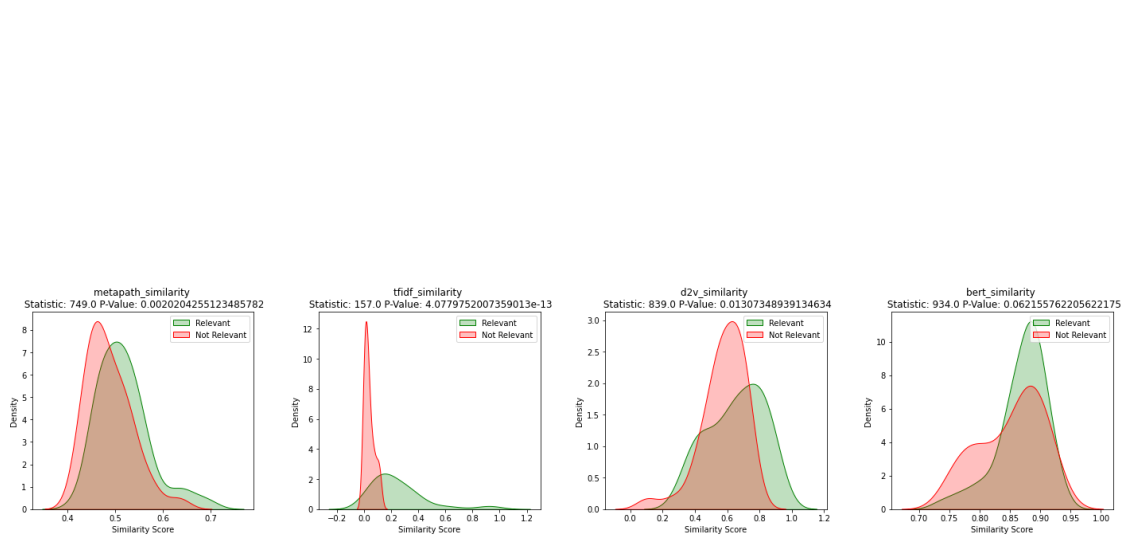 metapath_similarity
Statistic: 749.0 P-Value: 0.0020204255123485782
8
7
6
5
4
3
2
1
0
Density
0.4 0.5 0.6 0.7
Similarity Score
Relevant
Not Relevant
tfidf_similarity
Statistic: 157.0 P-Value: 4.0779752007359013e-13
12
10
8
6
4
2
0
Density
−0.2 0.0 0.2 0.4 0.6 0.8 1.0 1.2
Similarity Score
Relevant
Not Relevant
d2v_similarity
Statistic: 839.0 P-Value: 0.01307348939134634
3.0
2.5
2.0
1.5
1.0
0.5
0.0
Density
0.0 0.2 0.4 0.6 0.8 1.0 1.2
Similarity Score
Relevant
Not Relevant
bert_similarity
Statistic: 934.0 P-Value: 0.062155762205622175
10
8
6
4
2
0
Density
0.70 0.75 0.80 0.85 0.90 0.95 1.00
Similarity Score
Relevant
Not Relevant